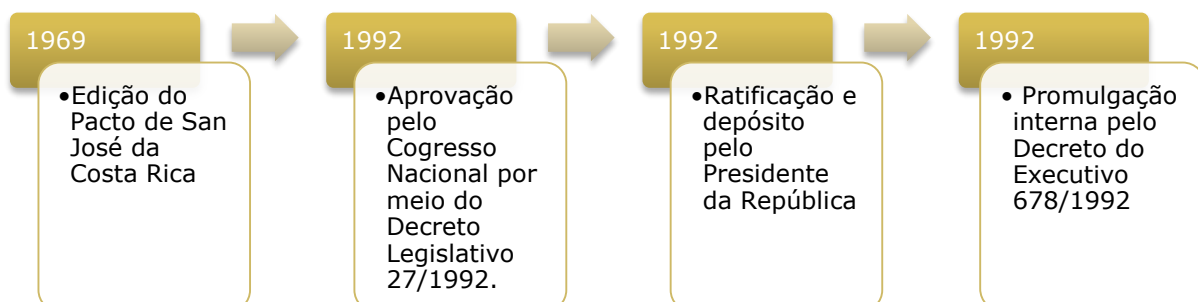 1969
•Edição do
Pacto de San
José da
Costa Rica
1992
•Aprovação
pelo
Cogresso
Nacional por
meio do
Decreto
Legislativo
27/1992.
1992
•Ratificação e
depósito
pelo
Presidente
da República
1992
• Promulgação
interna pelo
Decreto do
Executivo
678/1992